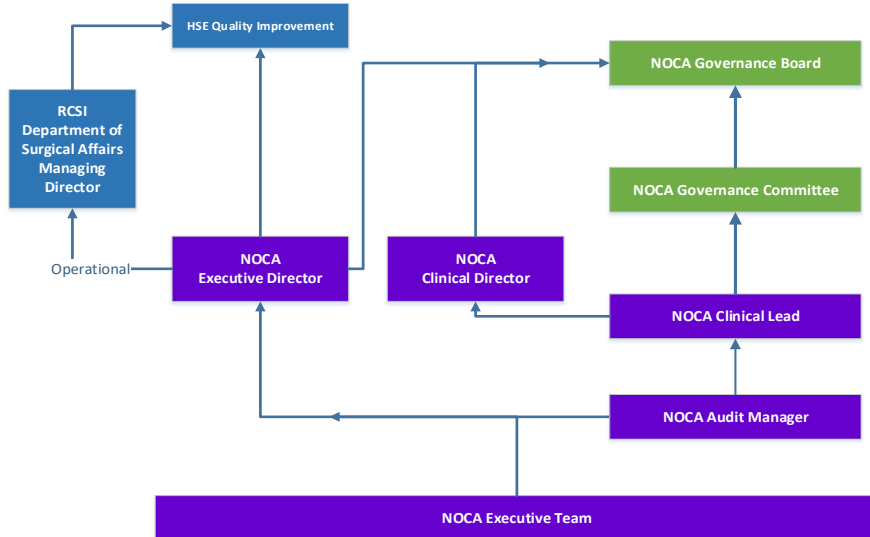 HSE Quality Improvement
NOCA Governance Board
RCSI
Department of
Surgical Affairs
Managing
Director
NOCA Governance Committee
Operational
NOCA
Executive Director
NOCA
Clinical Director
NOCA Clinical Lead
NOCA Audit Manager
NOCA Executive Team